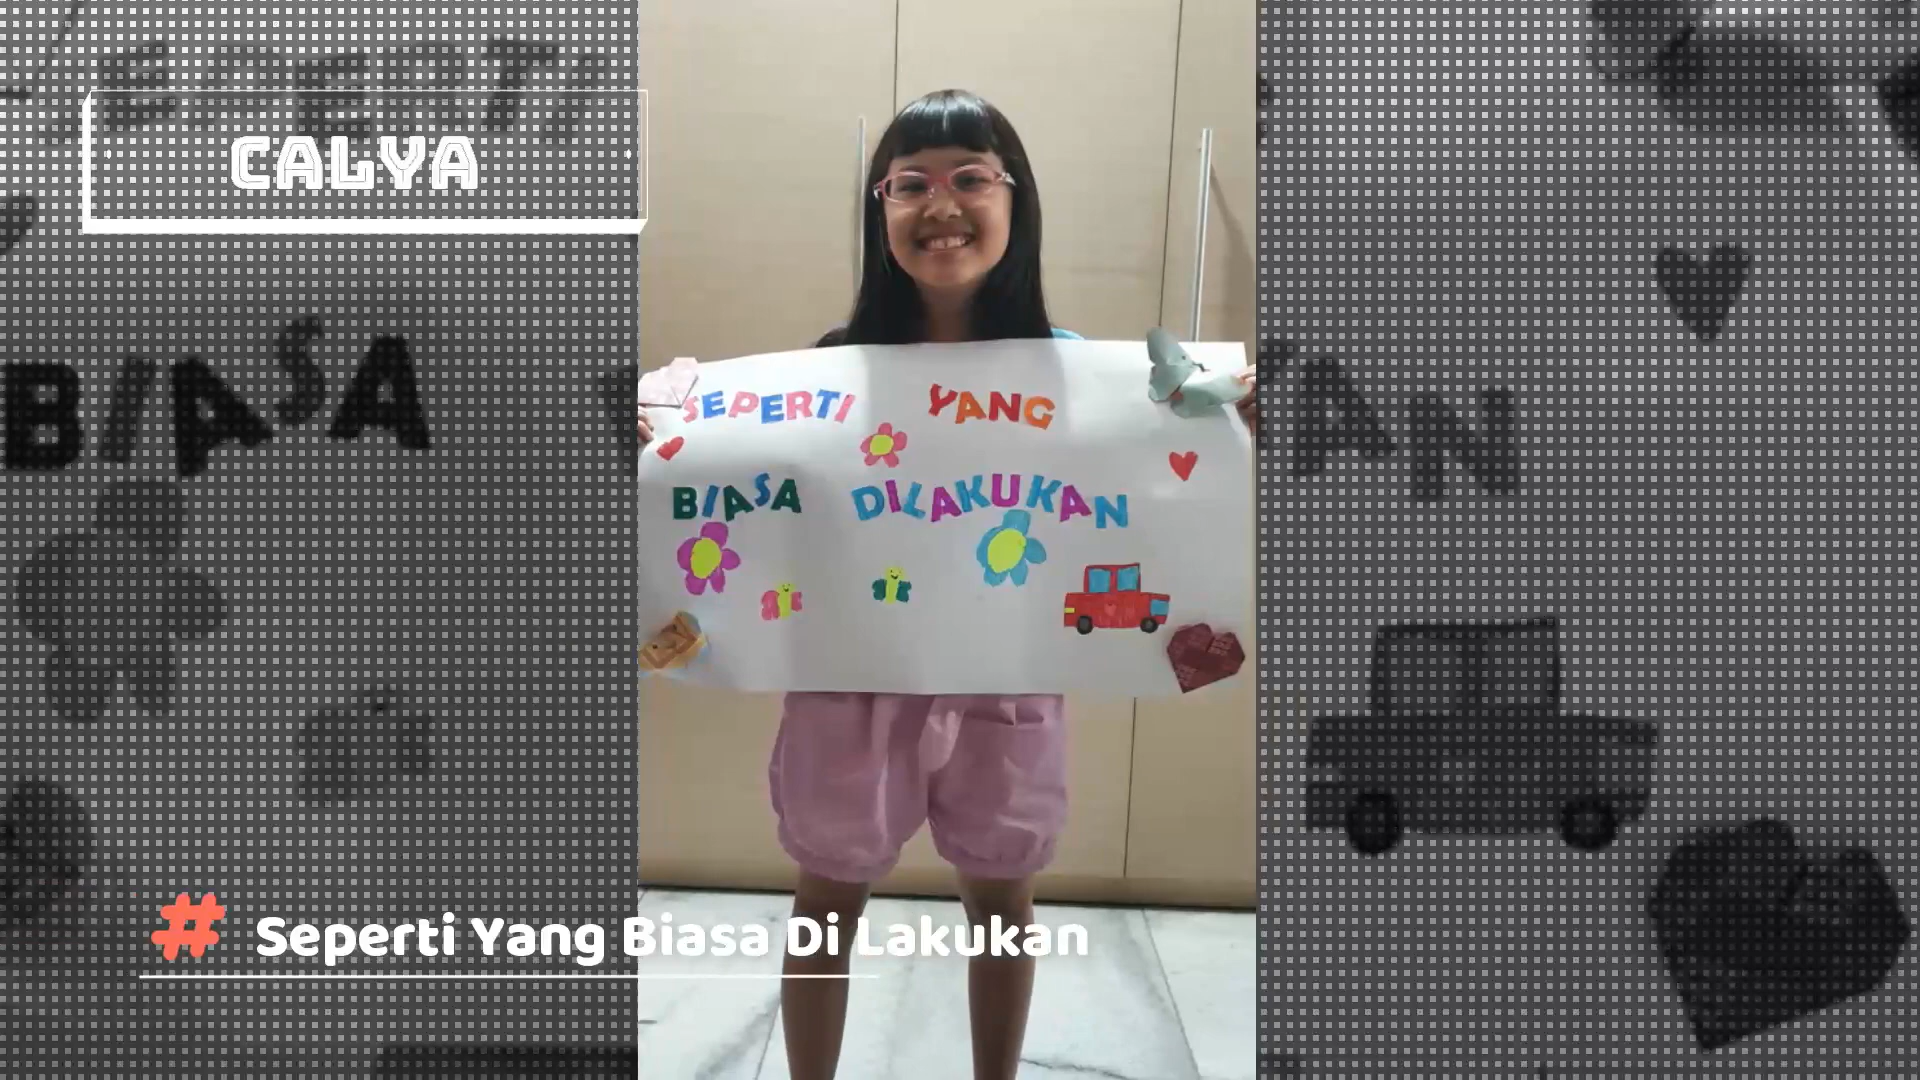 CALYA
SEPERTI YANG
BIASA DILAKUKAN
# Seperti Yang Biasa Di Lakukan